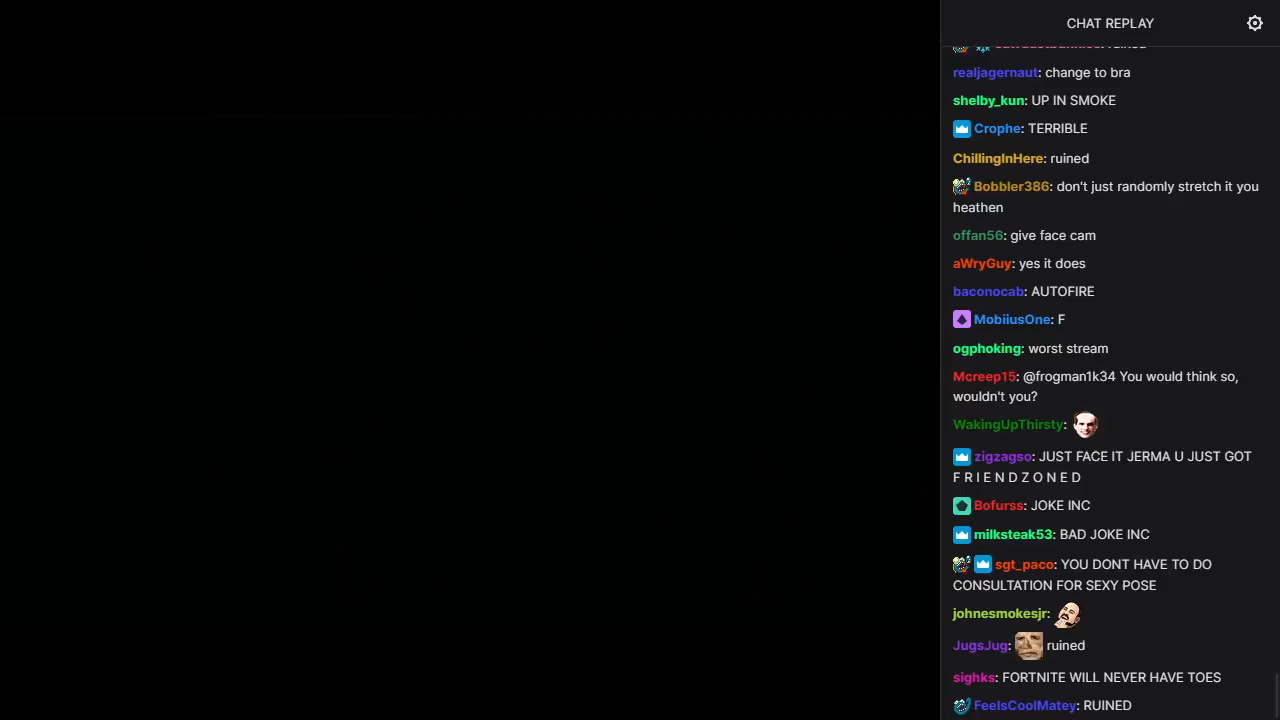 CHAT REPLAY
ruined
realjagernaut: change to bra
shelby_kun: UP IN SMOKE
Crophe: TERRIBLE
ChillingInHere: ruined
Bobbler386: don't just randomly stretch it you
heathen
offan56: give face cam
aWryGuy: yes it does
baconocab: AUTOFIRE
MobiiusOne: F
ogphoking: worst stream
Mcreep15: @frogman1k34 You would think so,
wouldn't you?
WakingUpThirsty:
zigzagso: JUST FACE IT JERMA U JUST GOT
F R I E N D Z O N E D
Bofurss: JOKE INC
milksteak53: BAD JOKE INC
sgt_paco: YOU DONT HAVE TO DO
CONSULTATION FOR SEXY POSE
johnesmokesjr:
JugsJug: ruined
sighks: FORTNITE WILL NEVER HAVE TOES
FeelsCoolMatey: RUINED